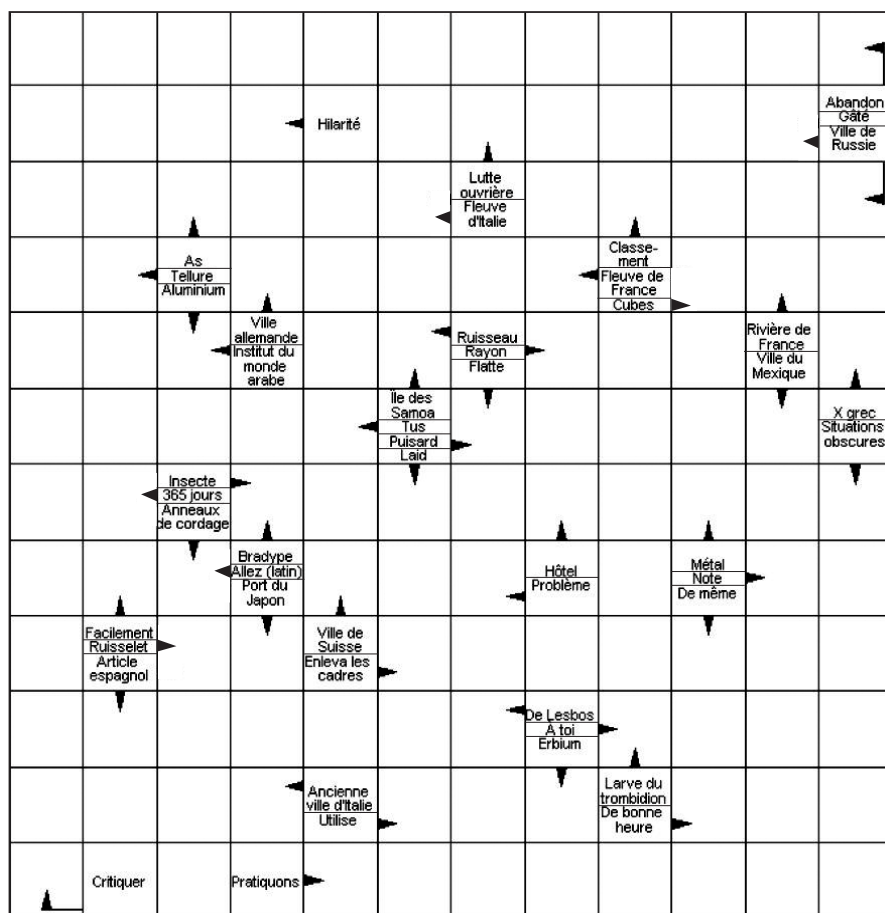 Hilarité
Abandon
Gâté
Ville de
Russie
Lutte
ouvrière
Fleuve
d'Italie
As
Tellure
Aluminium
Classe-
ment
Fleuve de
France
Cubes
Ville
allemande
Institut du
monde
arabe
Ruisseau
Rayon
Flatte
Rivière de
France
Ville du
Mexique
Île des
Samoa
Tus
Puisard
Laid
X grec
Situations
obscures
Insecte
365 jours
Anneaux
de cordage
Bradype
Allez (latin)
Port du
Japon
Hôtel
Problème
Métal
Note
De même
Facilement
Ruisselet
Article
espagnol
Ville de
Suisse
Enleva les
cadres
De Lesbos
À toi
Erbium
Ancienne
ville d'Italie
Utilise
Larve du
trombidion
De bonne
heure
Critiquer
Pratiquons